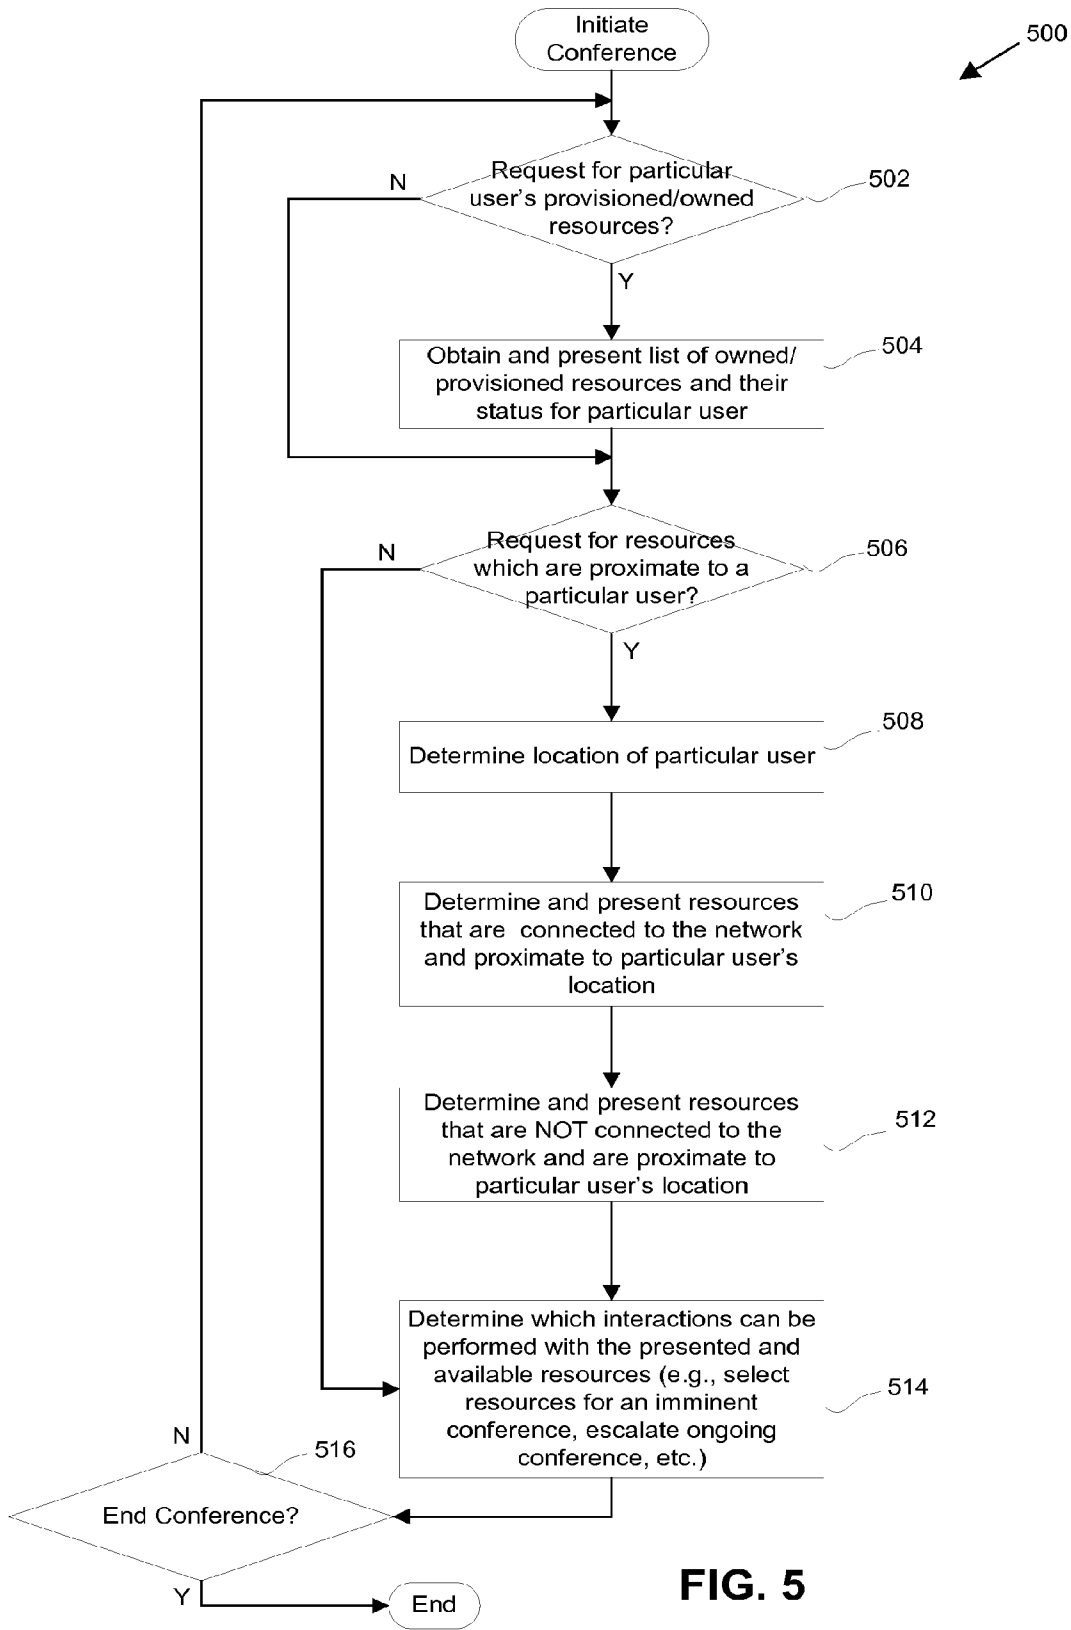 Initiate
Conference
500
Request for particular
user's provisioned/owned
resources?
N
502
Y
Obtain and present list of owned/
provisioned resources and their
status for particular user
504
Request for resources
which are proximate to a
particular user?
N
506
Y
Determine location of particular user
508
Determine and present resources
that are connected to the network
and proximate to particular user's
location
510
Determine and present resources
that are NOT connected to the
network and are proximate to
particular user's location
512
Determine which interactions can be
performed with the presented and
available resources (e.g., select
resources for an imminent
conference, escalate ongoing
conference, etc.)
514
N
516
End Conference?
Y
End
FIG. 5